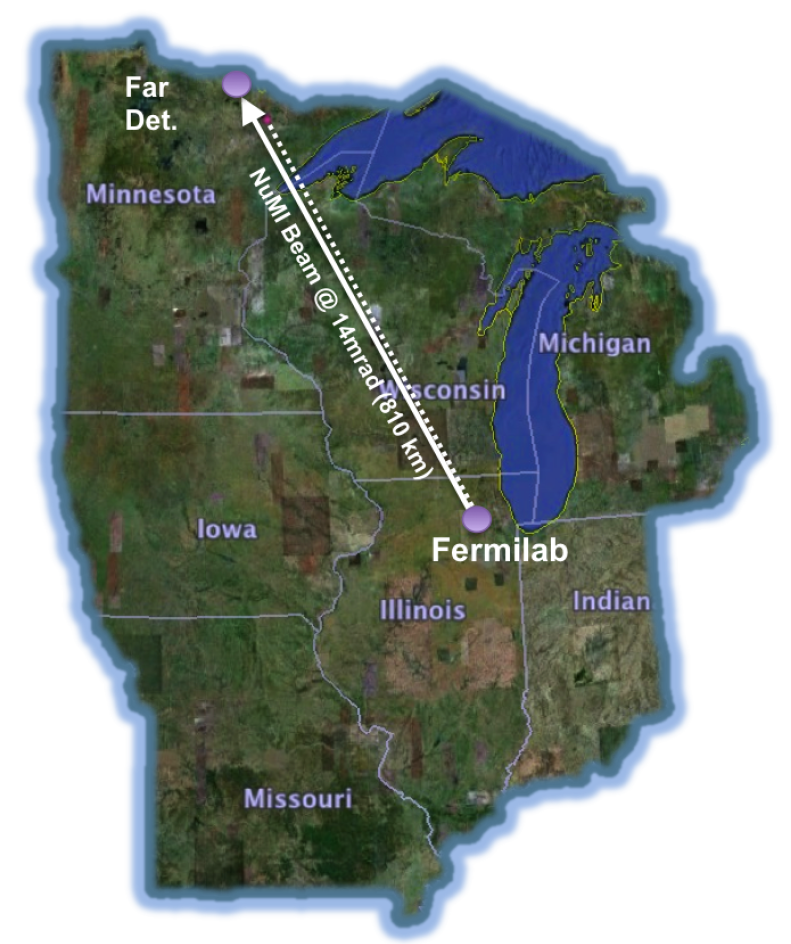 Far
Det.
Minnesota
NuMI Beam @ 14mrad (810 km)
Michigan
Wisconsin
Iowa
Fermilab
Illinois
Indian
Missouri